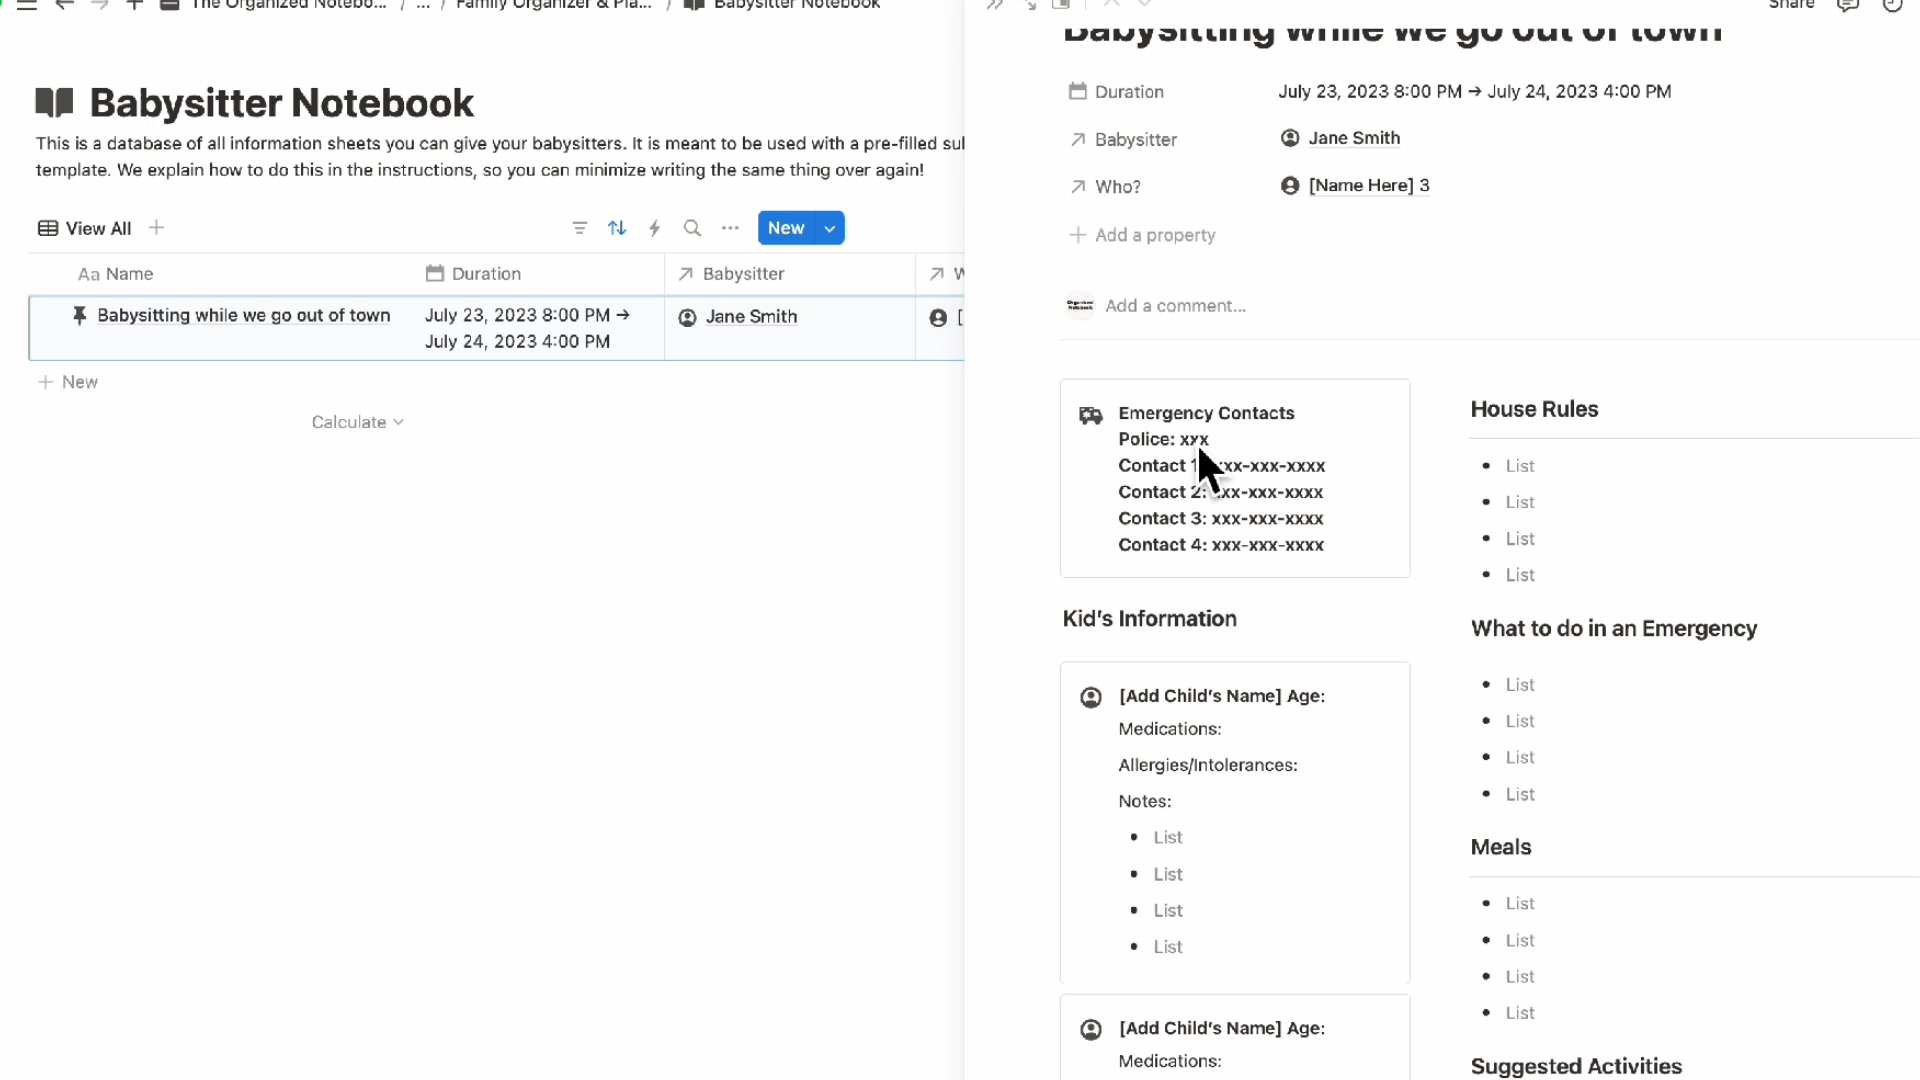 The Organized Notebo... / ... / Family Organizer & Pla... / Babysitter Notebook
Babysitter Notebook
This is a database of all information sheets you can give your babysitters. It is meant to be used with a pre-filled sul
template. We explain how to do this in the instructions, so you can minimize writing the same thing over again!
View All
New
Aa Name
Duration
Babysitter
W
Babysitting while we go out of town
July 23, 2023 8:00 PM →
July 24, 2023 4:00 PM
Jane Smith
[
New
Calculate
Share
Babysitting while we go out of town
Duration
July 23, 2023 8:00 PM → July 24, 2023 4:00 PM
Babysitter
Jane Smith
Who?
[Name Here] 3
Add a property
Add a comment...
Emergency Contacts
Police: xxx
Contact 1: xxx-xxx-xxxx
Contact 2: xxx-xxx-xxxx
Contact 3: xxx-xxx-xxxx
Contact 4: xxx-xxx-xxxx
Kid's Information
[Add Child's Name] Age:
Medications:
Allergies/Intolerances:
Notes:
• List
• List
• List
• List
[Add Child's Name] Age:
Medications:
House Rules
• List
• List
• List
• List
What to do in an Emergency
• List
• List
• List
• List
Meals
• List
• List
• List
• List
Suggested Activities